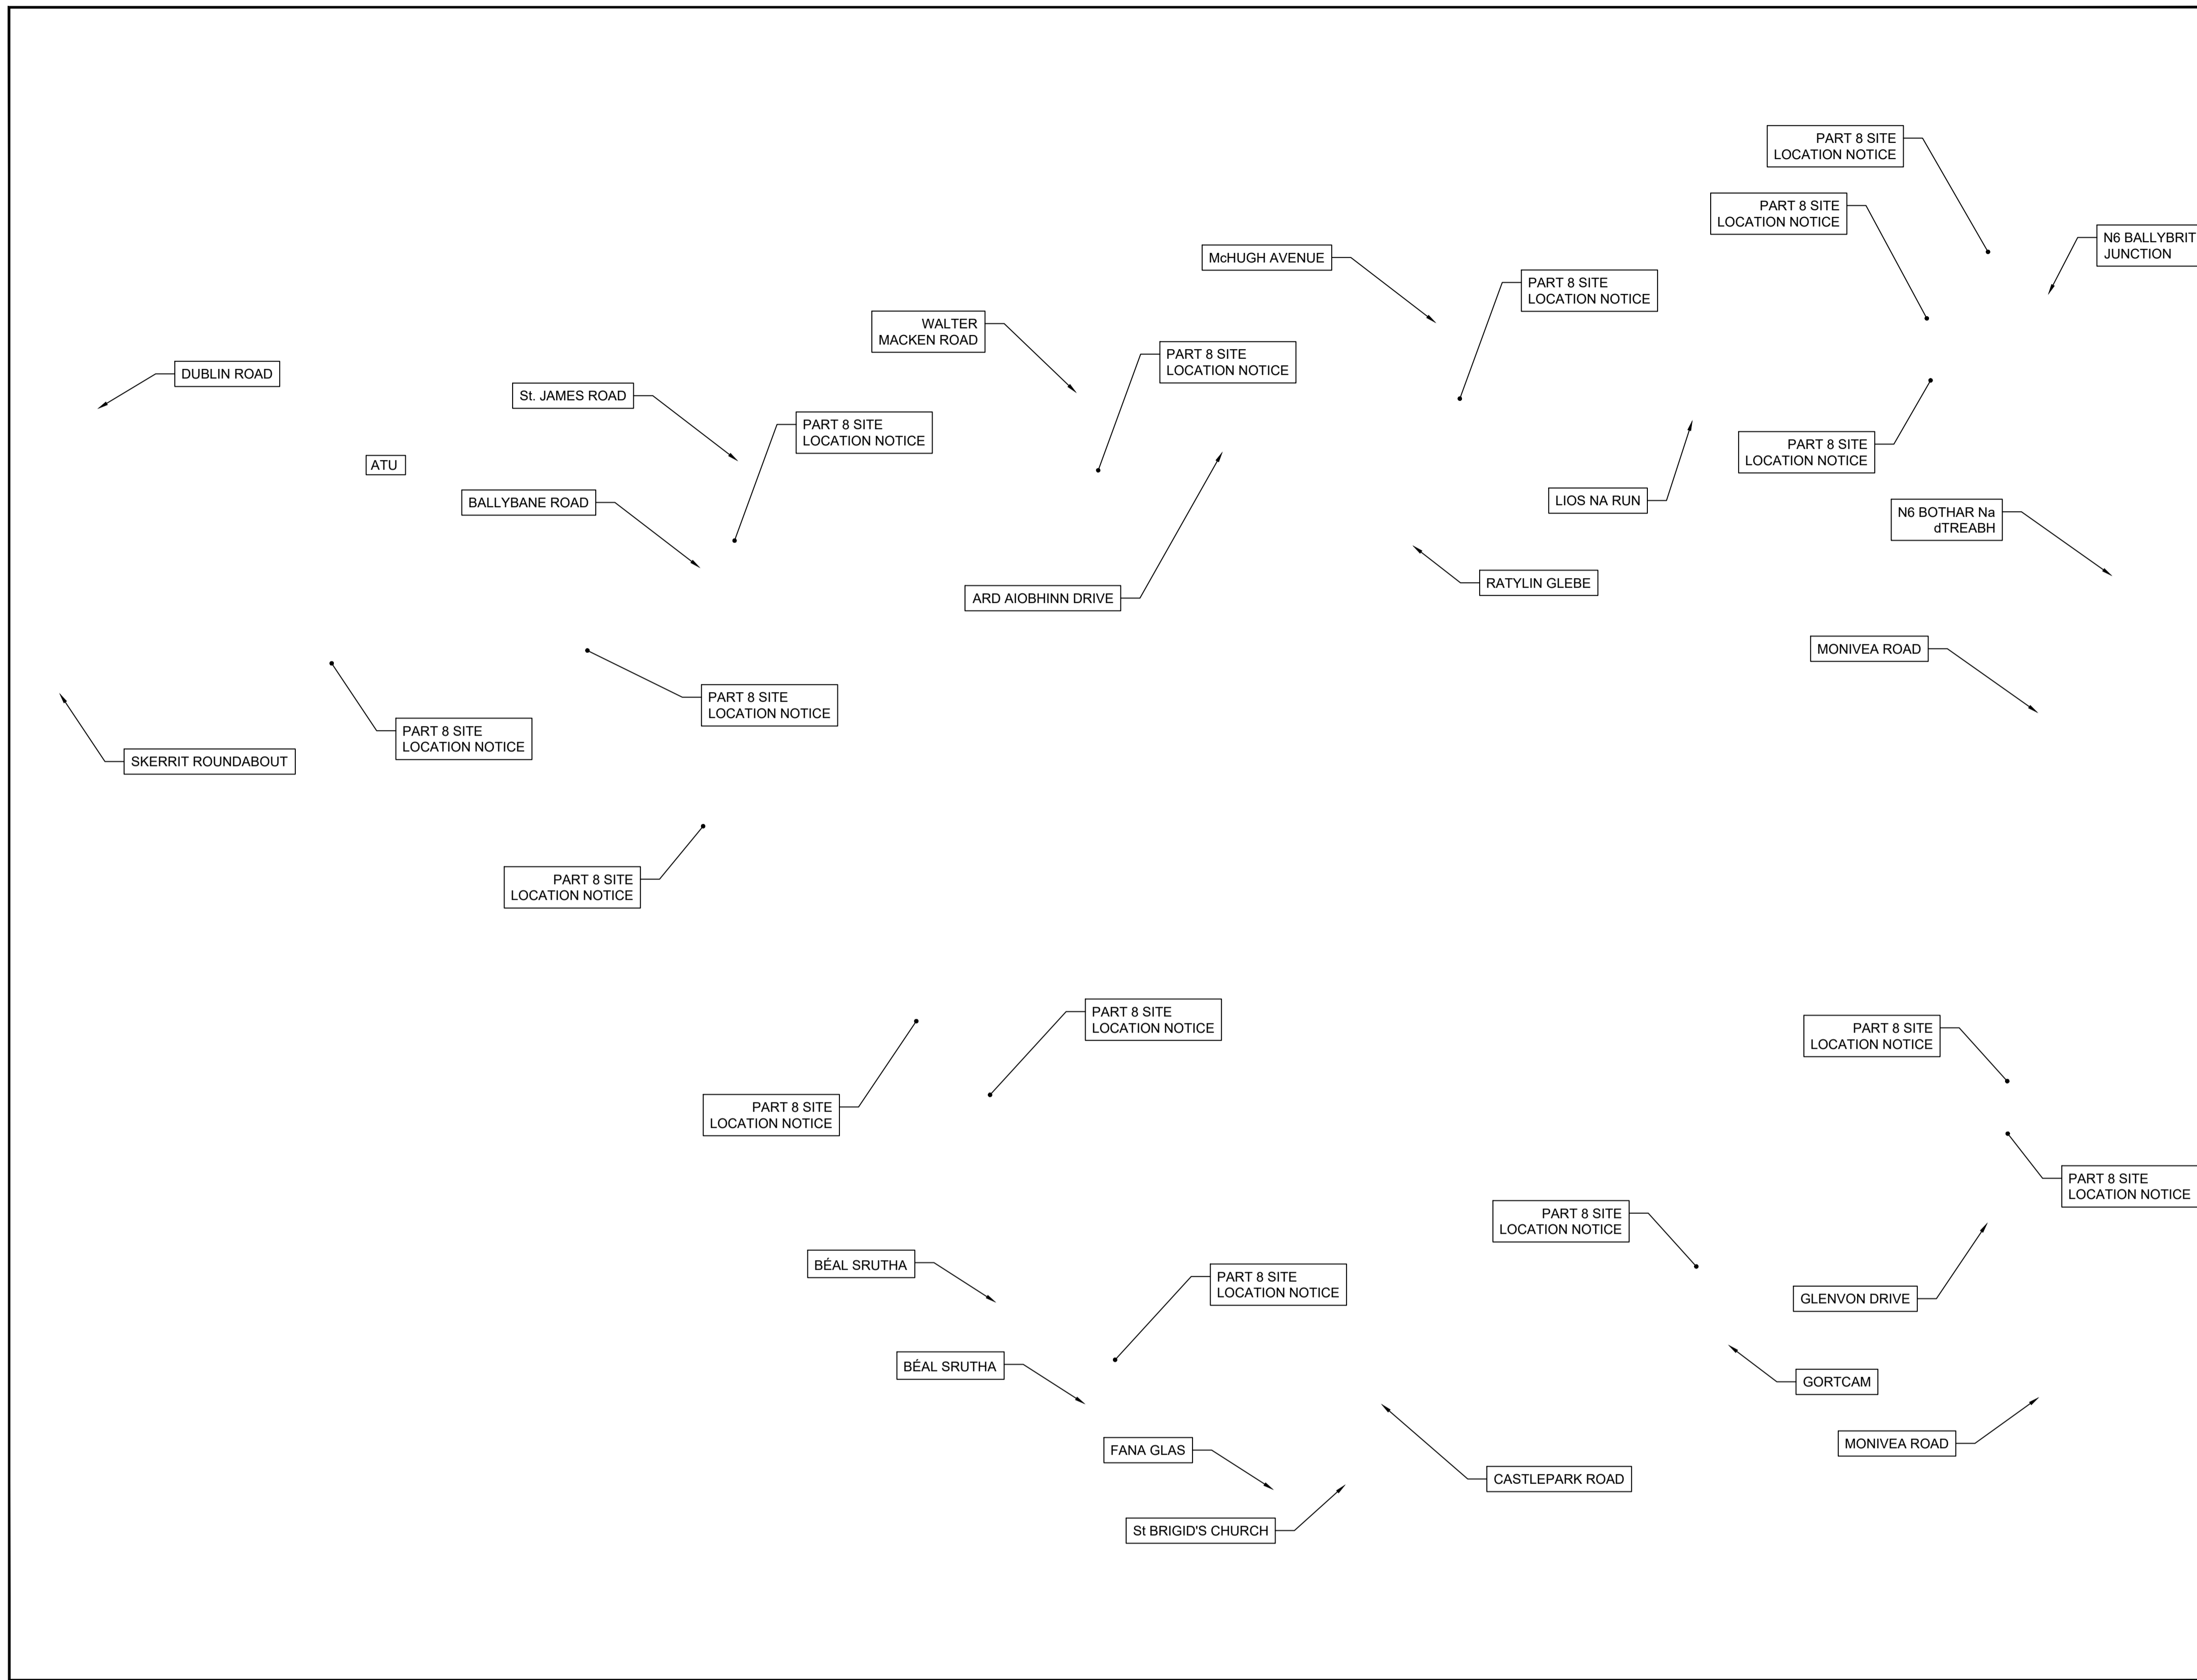 PART 8 SITE
LOCATION NOTICE
PART 8 SITE
LOCATION NOTICE
N6 BALLYBRIT
JUNCTION
McHUGH AVENUE
PART 8 SITE
LOCATION NOTICE
WALTER
MACKEN ROAD
PART 8 SITE
LOCATION NOTICE
DUBLIN ROAD
St. JAMES ROAD
PART 8 SITE
LOCATION NOTICE
PART 8 SITE
LOCATION NOTICE
ATU
BALLYBANE ROAD
LIOS NA RUN
N6 BOTHAR Na
dTREABH
RATYLIN GLEBE
ARD AIOBHINN DRIVE
MONIVEA ROAD
PART 8 SITE
LOCATION NOTICE
PART 8 SITE
LOCATION NOTICE
SKERRIT ROUNDABOUT
PART 8 SITE
LOCATION NOTICE
PART 8 SITE
LOCATION NOTICE
PART 8 SITE
LOCATION NOTICE
PART 8 SITE
LOCATION NOTICE
PART 8 SITE
LOCATION NOTICE
PART 8 SITE
LOCATION NOTICE
BÉAL SRUTHA
PART 8 SITE
LOCATION NOTICE
GLENVON DRIVE
BÉAL SRUTHA
GORTCAM
FANA GLAS
MONIVEA ROAD
CASTLEPARK ROAD
St BRIGID'S CHURCH